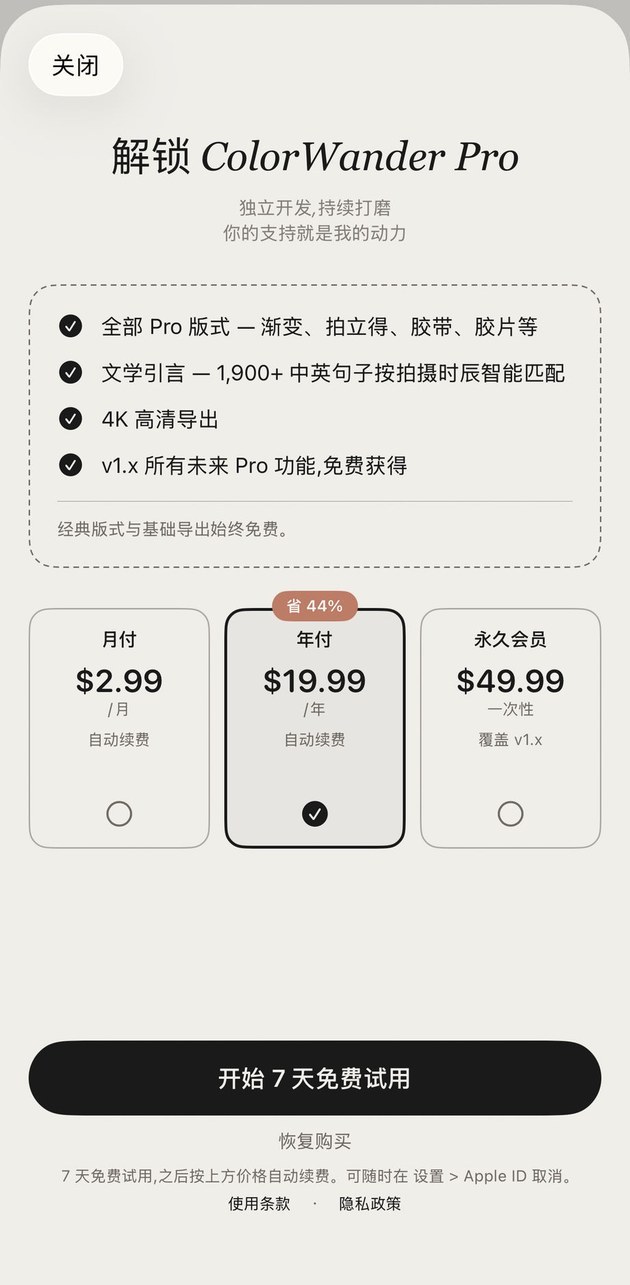 关闭
解锁 ColorWander Pro
独立开发,持续打磨
你的支持就是我的动力
全部 Pro 版式 — 渐变、拍立得、胶带、胶片等
文学引言 — 1,900+ 中英句子按拍摄时辰智能匹配
4K 高清导出
v1.x 所有未来 Pro 功能,免费获得
经典版式与基础导出始终免费。
省 44%
月付
$2.99
/月
自动续费
年付
$19.99
/年
自动续费
永久会员
$49.99
一次性
覆盖 v1.x
开始 7 天免费试用
恢复购买
7 天免费试用,之后按上方价格自动续费。可随时在 设置 > Apple ID 取消。
使用条款 · 隐私政策